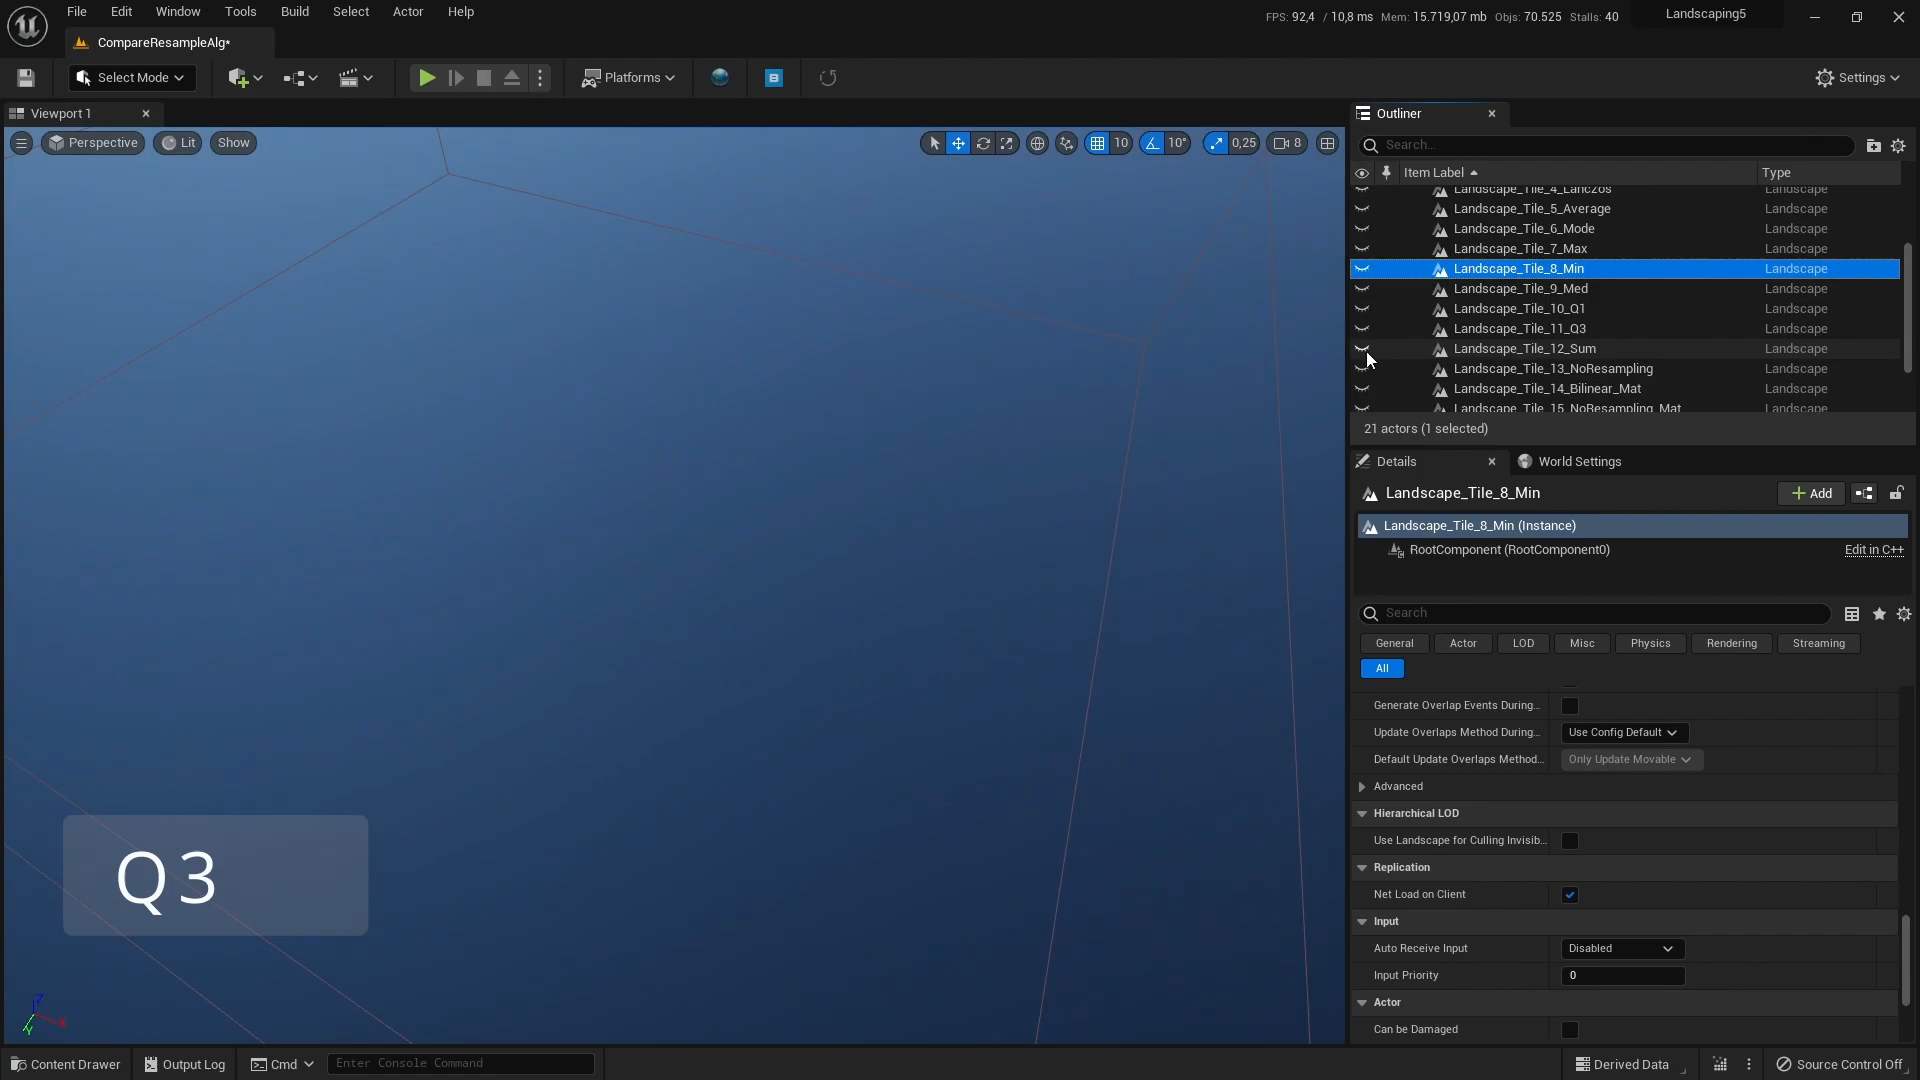 File Edit Window Tools Build Select Actor Help
FPS: 92,4 / 10,8 ms Mem: 15.719,07 mb Objs: 70.525 Stalls: 40
Landscaping5
CompareResampleAlg*
Select Mode
Platforms
Settings
Viewport 1
Perspective
Lit
Show
10
10°
0,25
8
Outliner
Search...
Item Label
Type
Landscape_Tile_4_Lanczos Landscape
Landscape_Tile_5_Average Landscape
Landscape_Tile_6_Mode Landscape
Landscape_Tile_7_Max Landscape
Landscape_Tile_8_Min Landscape
Landscape_Tile_9_Med Landscape
Landscape_Tile_10_Q1 Landscape
Landscape_Tile_11_Q3 Landscape
Landscape_Tile_12_Sum Landscape
Landscape_Tile_13_NoResampling Landscape
Landscape_Tile_14_Bilinear_Mat Landscape
Landscape_Tile_15_NoResampling_Mat Landscape
21 actors (1 selected)
Details
World Settings
Landscape_Tile_8_Min
Add
Landscape_Tile_8_Min (Instance)
RootComponent (RootComponent0)
Edit in C++
Search
General Actor LOD Misc Physics Rendering Streaming
All
Generate Overlap Events During...
Update Overlaps Method During... Use Config Default
Default Update Overlaps Method... Only Update Movable
Advanced
Hierarchical LOD
Use Landscape for Culling Invisib...
Replication
Net Load on Client
Input
Auto Receive Input Disabled
Input Priority 0
Actor
Can be Damaged
Q3
Z
X
Y
Content Drawer
Output Log
Cmd
Enter Console Command
Derived Data
Source Control Off